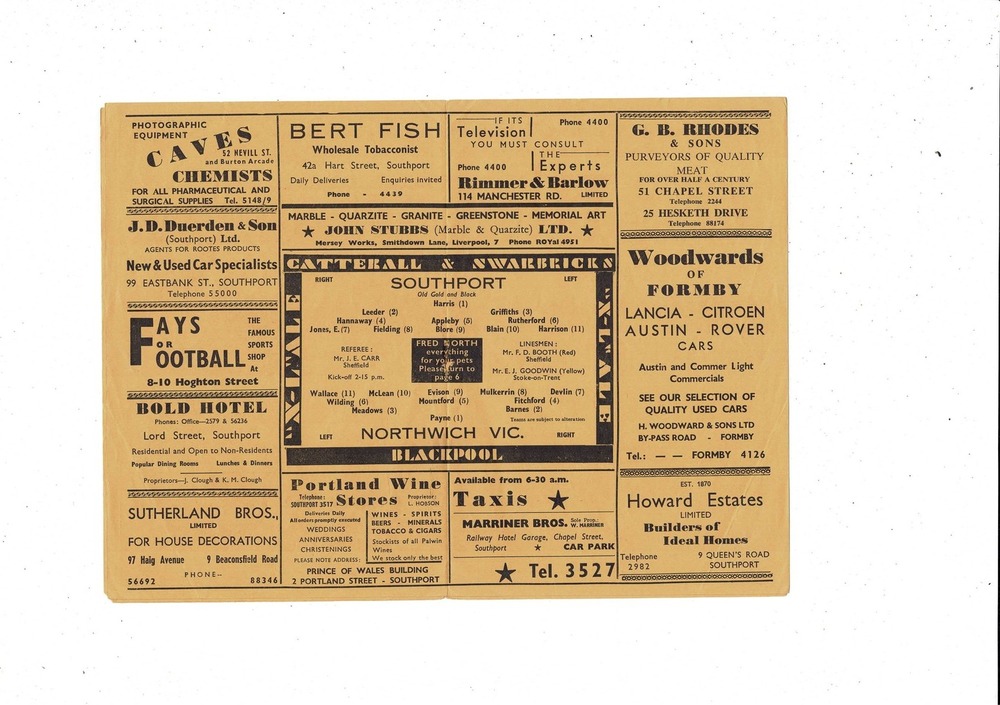 PHOTOGRAPHIC
EQUIPMENT
CAVES
52 NEVILL ST.
and Burton Arcade
CHEMISTS
FOR ALL PHARMACEUTICAL AND
SURGICAL SUPPLIES Tel. 5148/9
J. D. Duerden & Son
(Southport) Ltd.
AGENTS FOR ROOTES PRODUCTS
New & Used Car Specialists
99 EASTBANK ST., SOUTHPORT
Telephone 55000
FAYS
FOR
FOOTBALL
THE
FAMOUS
SPORTS
SHOP
At
8-10 Hoghton Street
BOLD HOTEL
Phones: Office—2579 & 56236
Lord Street, Southport
Residential and Open to Non-Residents
Popular Dining Rooms Lunches & Dinners
Proprietors—J. Clough & K. M. Clough
SUTHERLAND BROS.,
LIMITED
FOR HOUSE DECORATIONS
97 Haig Avenue 9 Beaconsfield Road
PHONE—
56692 88346
BERT FISH
Wholesale Tobacconist
42a Hart Street, Southport
Daily Deliveries Enquiries invited
Phone - 4439
IF ITS
Television
Phone 4400
YOU MUST CONSULT
Phone 4400
THE
Experts
Rimmer & Barlow
LIMITED
114 MANCHESTER RD.
MARBLE - QUARZITE - GRANITE - GREENSTONE - MEMORIAL ART
★ JOHN STUBBS (Marble & Quarzite) LTD. ★
Mersey Works, Smithdown Lane, Liverpool, 7 Phone ROYal 4951
CATTERALL & SWARBRICKS
RIGHT LEFT
SOUTHPORT
Old Gold and Black
Harris (1)
Leeder (2) Griffiths (3)
Hannaway (4) Appleby (5) Rutherford (6)
Jones, E. (7) Fielding (8) Blore (9) Blain (10) Harrison (11)
REFEREE :
Mr. J. E. CARR
Sheffield
Kick-off 2-15 p.m.
FRED NORTH
everything
for your pets
Please turn to
page 6
LINESMEN :
Mr. F. D. BOOTH (Red)
Sheffield
Mr. E. J. GOODWIN (Yellow)
Stoke-on-Trent
Wallace (11) McLean (10) Evison (9) Mulkerrin (8) Devlin (7)
Wilding (6) Mountford (5) Fitchford (4)
Meadows (3) Barnes (2)
Payne (1)
Teams are subject to alteration
LEFT NORTHWICH VIC. RIGHT
BLACKPOOL
Portland Wine
Telephone:
SOUTHPORT 3517
Stores
Proprietor:
L. HOBSON
Deliveries Daily
All orders promptly executed
WEDDINGS
ANNIVERSARIES
CHRISTENINGS
PLEASE NOTE ADDRESS:
WINES - SPIRITS
BEERS - MINERALS
TOBACCO & CIGARS
Stockists of all Palwin
Wines
We stock only the best
PRINCE OF WALES BUILDING
2 PORTLAND STREET - SOUTHPORT
Available from 6-30 a.m.
Taxis ★
MARRINER BROS.
Sole Prop.:
W. MARRINER
Railway Hotel Garage, Chapel Street,
Southport ★ CAR PARK
★ Tel. 3527
G. B. RHODES
& SONS
PURVEYORS OF QUALITY
MEAT
FOR OVER HALF A CENTURY
51 CHAPEL STREET
Telephone 2244
25 HESKETH DRIVE
Telephone 88174
Woodwards
OF
FORMBY
LANCIA - CITROEN
AUSTIN - ROVER
CARS
Austin and Commer Light
Commercials
SEE OUR SELECTION OF
QUALITY USED CARS
H. WOODWARD & SONS LTD
BY-PASS ROAD - FORMBY
Tel.: — — FORMBY 4126
EST. 1870
Howard Estates
LIMITED
Builders of
Ideal Homes
Telephone
2982
9 QUEEN'S ROAD
SOUTHPORT